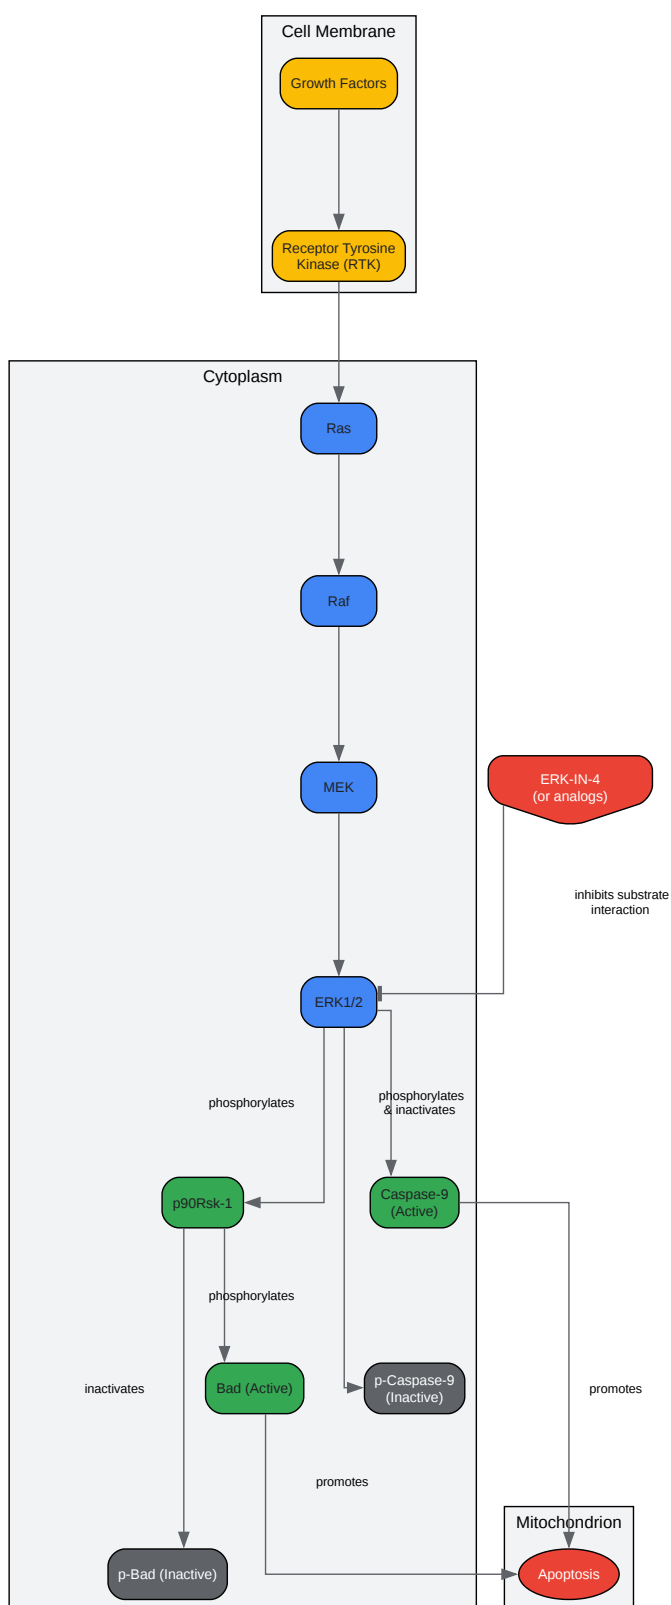 Cell Membrane
Growth Factors
Receptor Tyrosine
Kinase (RTK)
Cytoplasm
Ras
Raf
MEK
ERK-IN-4
(or analogs)
inhibits substrate
interaction
ERK1/2
phosphorylates
phosphorylates
& inactivates
p90Rsk-1
Caspase-9
(Active)
phosphorylates
inactivates
Bad (Active)
p-Caspase-9
(Inactive)
promotes
promotes
Mitochondrion
p-Bad (Inactive)
Apoptosis